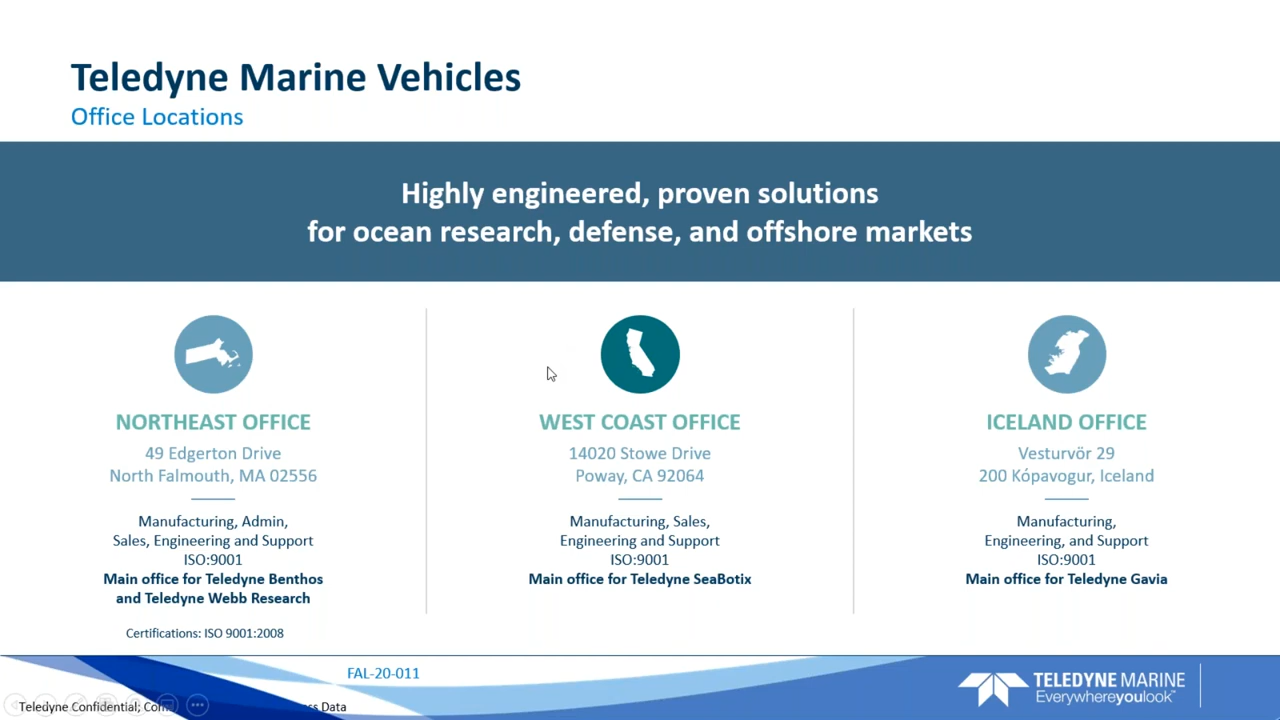 Teledyne Marine Vehicles
Office Locations
Highly engineered, proven solutions
for ocean research, defense, and offshore markets
NORTHEAST OFFICE
49 Edgerton Drive
North Falmouth, MA 02556
Manufacturing, Admin,
Sales, Engineering and Support
ISO:9001
Main office for Teledyne Benthos
and Teledyne Webb Research
Certifications: ISO 9001:2008
WEST COAST OFFICE
14020 Stowe Drive
Poway, CA 92064
Manufacturing, Sales,
Engineering and Support
ISO:9001
Main office for Teledyne SeaBotix
ICELAND OFFICE
Vesturvör 29
200 Kópavogur, Iceland
Manufacturing,
Engineering, and Support
ISO:9001
Main office for Teledyne Gavia
FAL-20-011
Teledyne Confidential; Data
TELEDYNE MARINE
Everywhereyoulook™